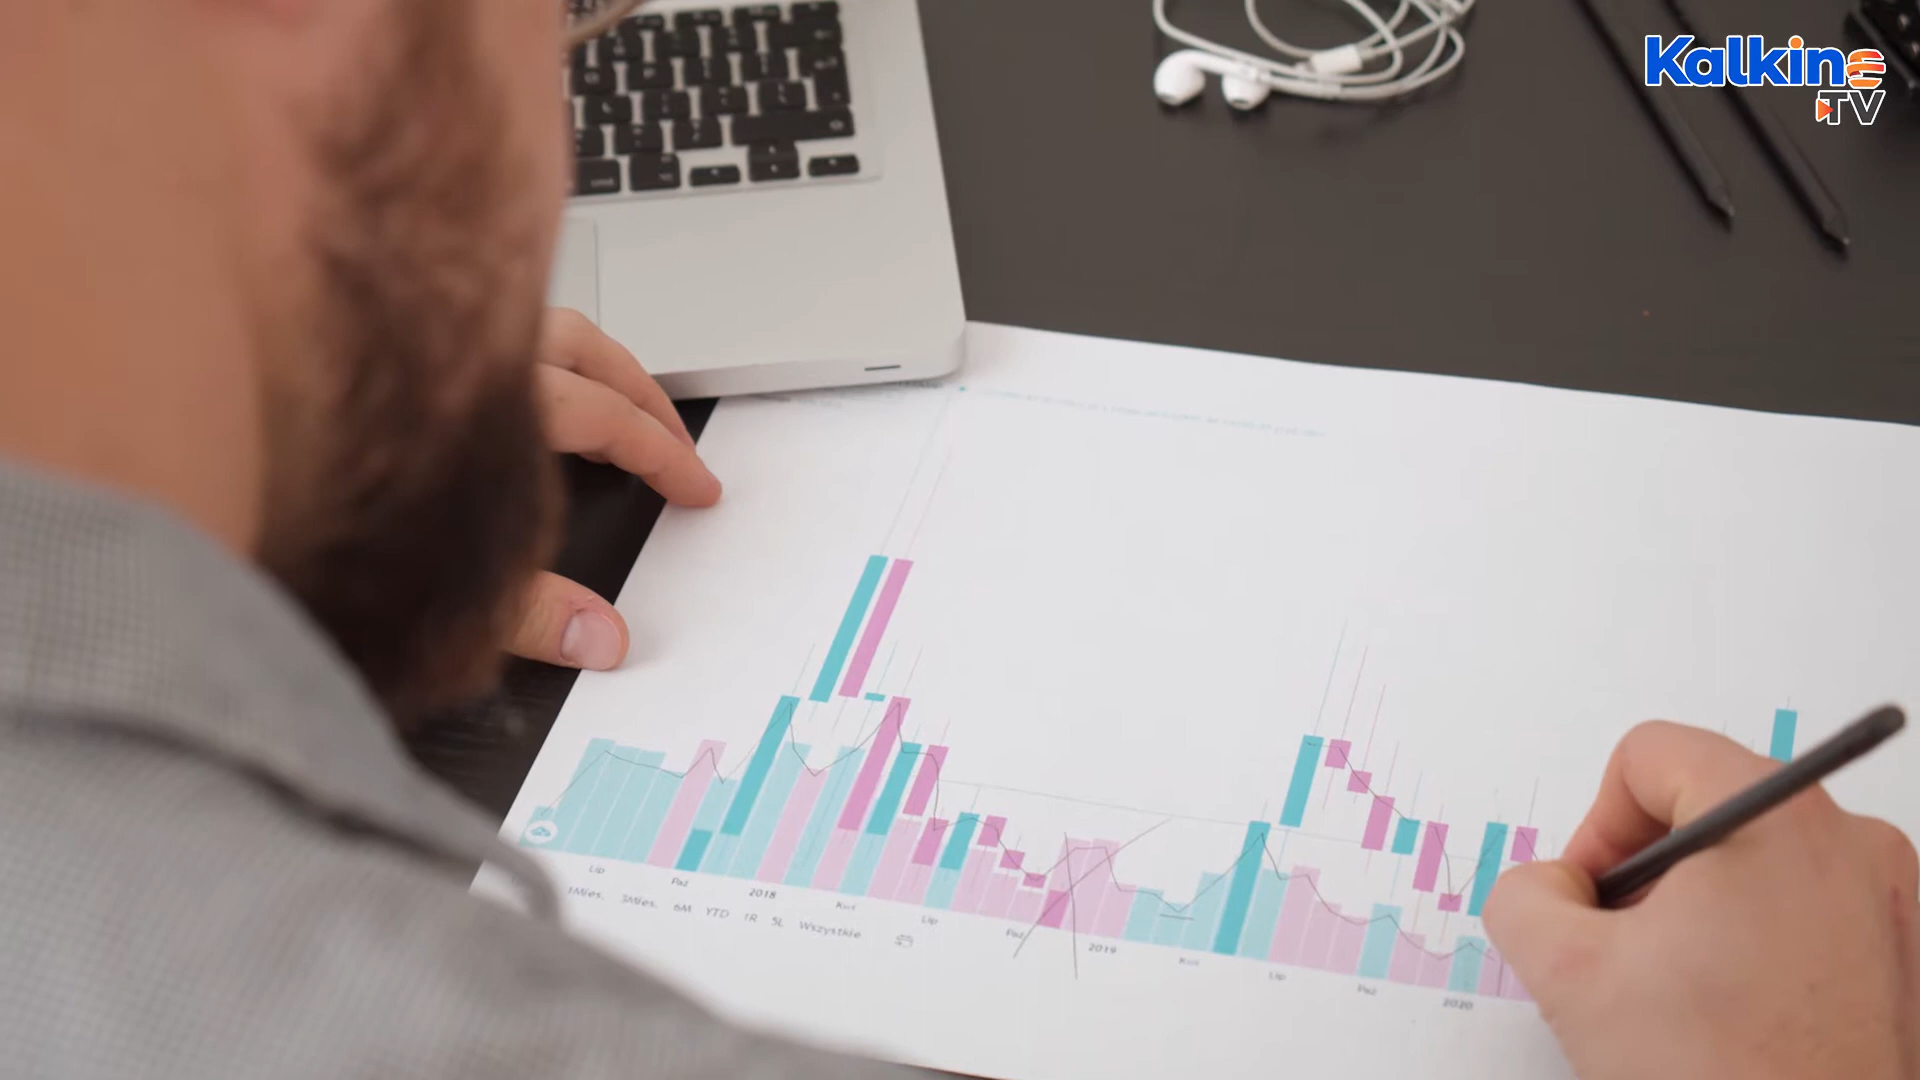 Kalkine
TV
Lip
Paź
2018
Kwi
Lip
Paź
2019
Kwi
Lip
Paź
2020
1Mies. 3Mies. 6M YTD 1R 5L Wszystkie